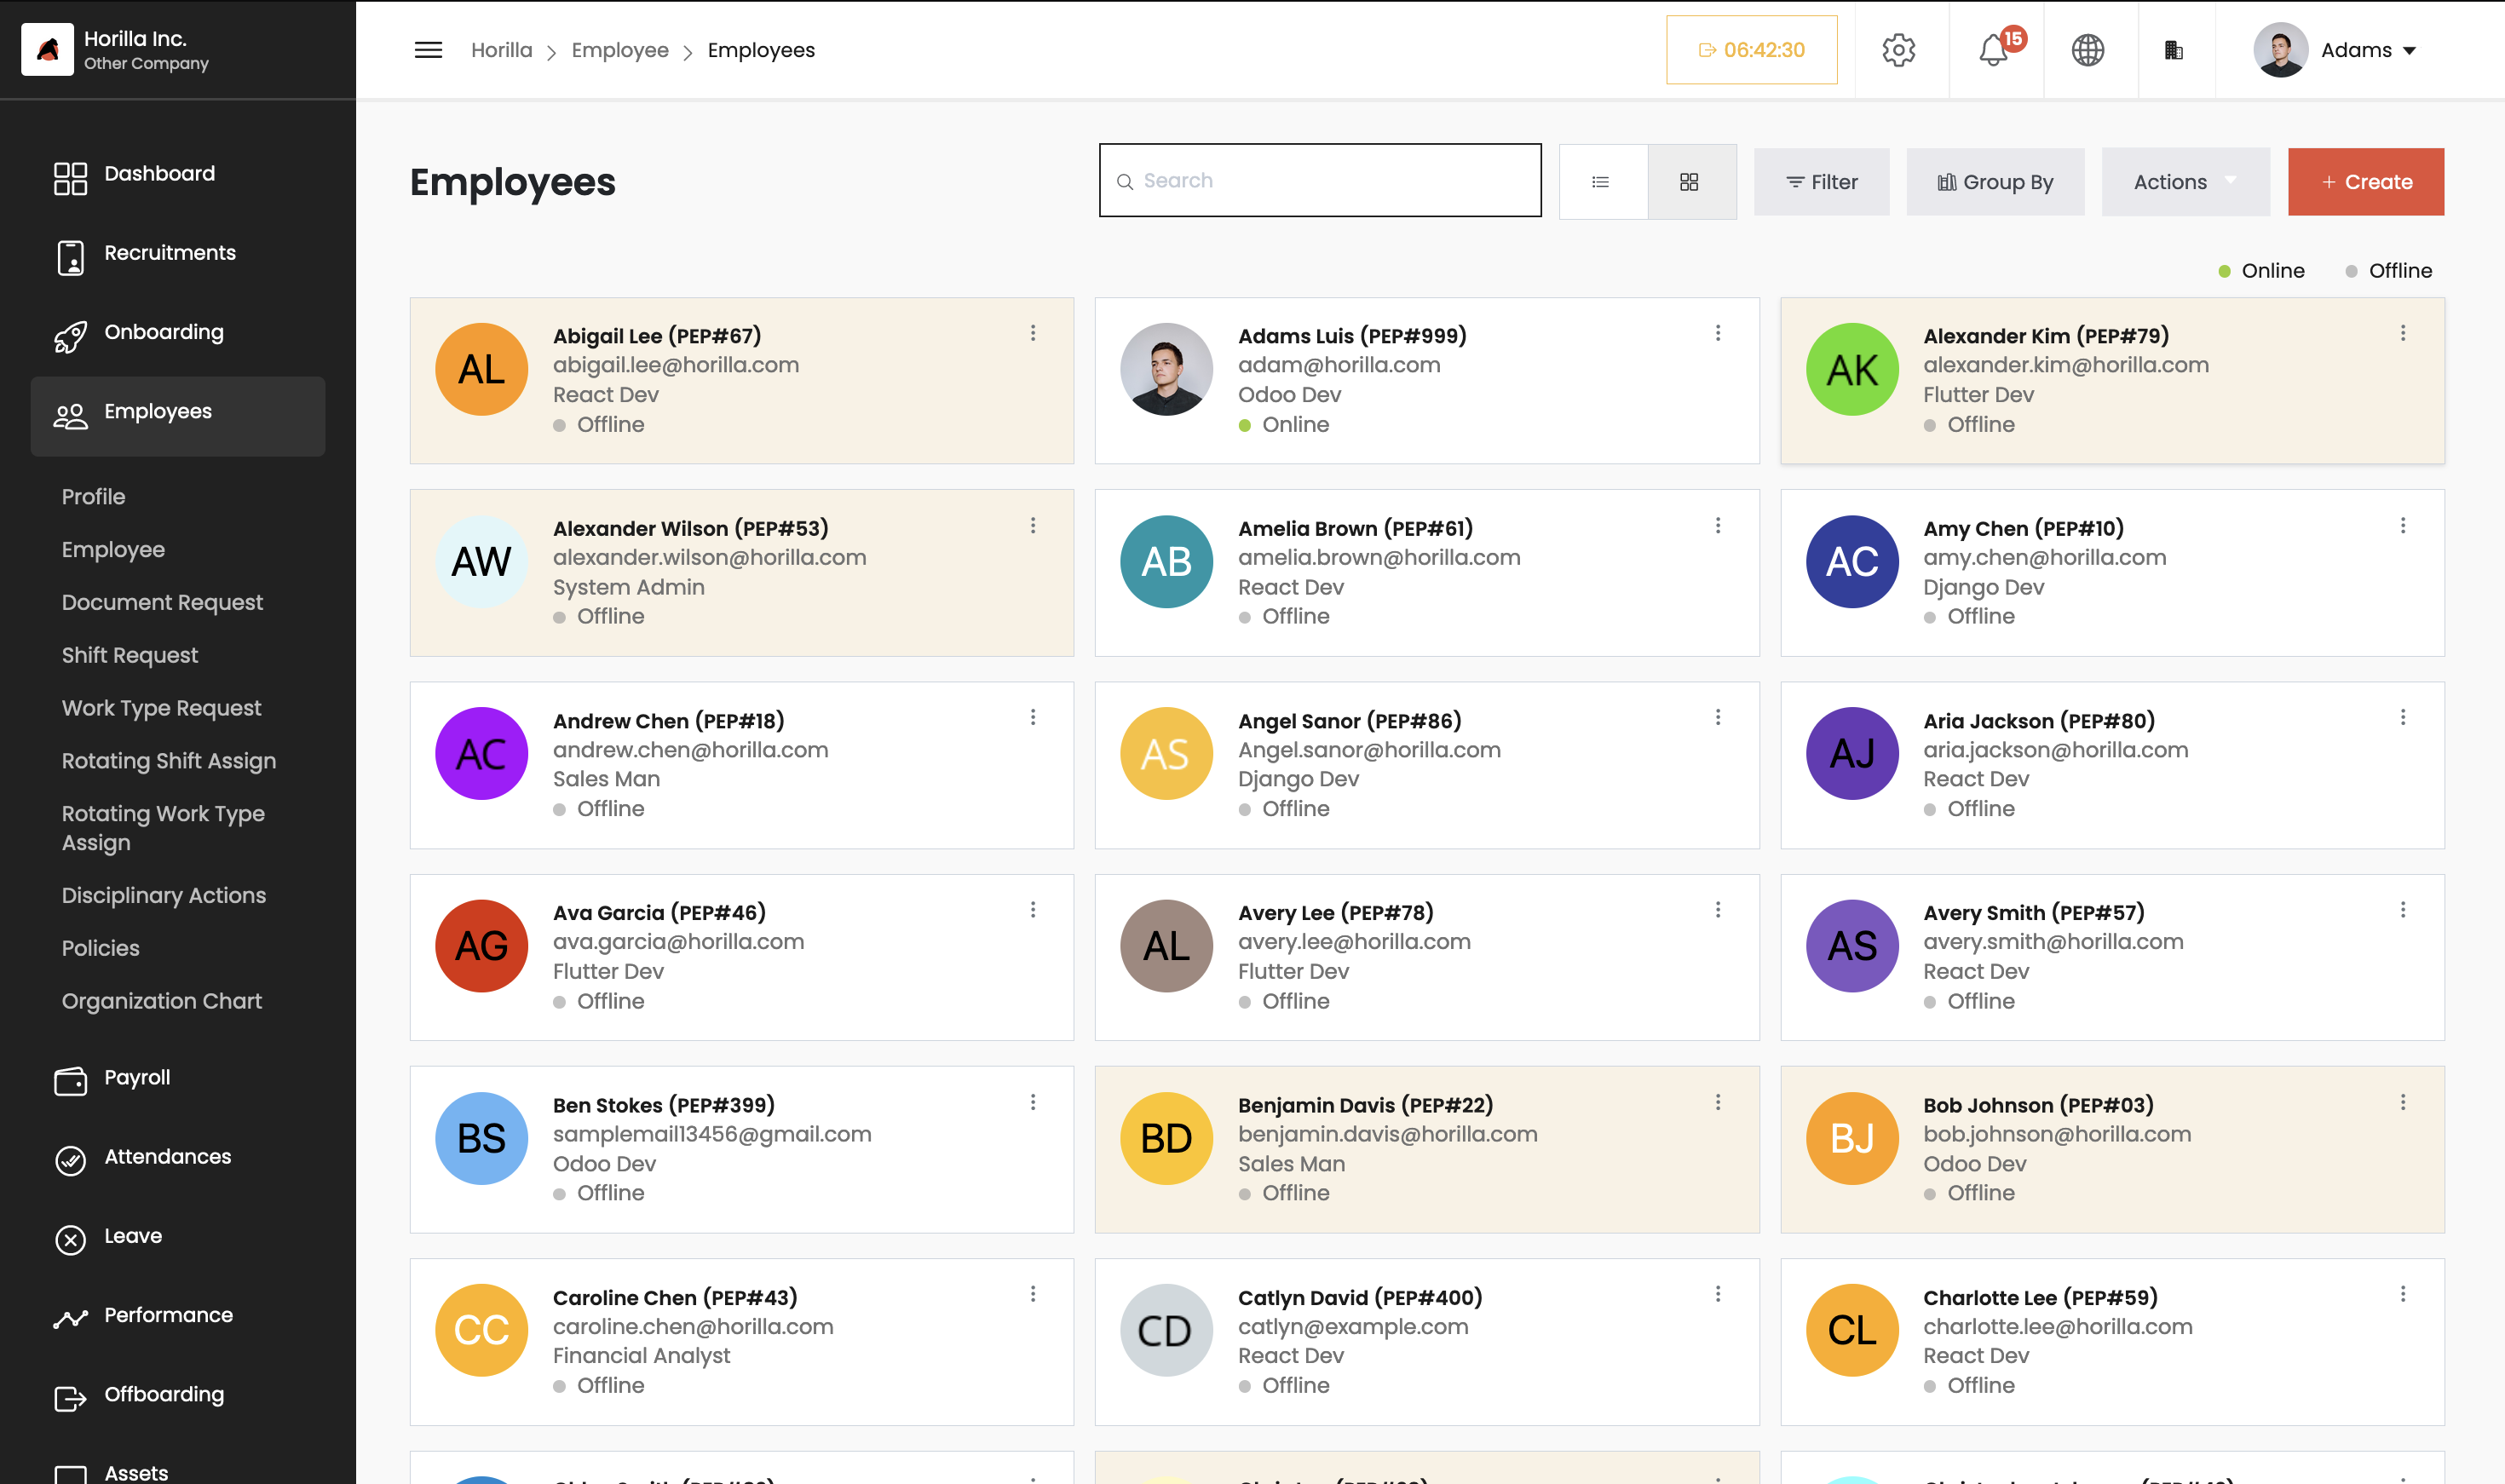 Horilla Inc.
Other Company
Horilla
Employee
Employees
06:42:30
15
Adams
Dashboard
Recruitments
Onboarding
Employees
Profile
Employee
Document Request
Shift Request
Work Type Request
Rotating Shift Assign
Rotating Work Type
Assign
Disciplinary Actions
Policies
Organization Chart
Payroll
Attendances
Leave
Performance
Offboarding
Assets
Employees
Search
Filter
Group By
Actions
+ Create
Online
Offline
AL
Abigail Lee (PEP#67)
abigail.lee@horilla.com
React Dev
Offline
Adams Luis (PEP#999)
adam@horilla.com
Odoo Dev
Online
AK
Alexander Kim (PEP#79)
alexander.kim@horilla.com
Flutter Dev
Offline
AW
Alexander Wilson (PEP#53)
alexander.wilson@horilla.com
System Admin
Offline
AB
Amelia Brown (PEP#61)
amelia.brown@horilla.com
React Dev
Offline
AC
Amy Chen (PEP#10)
amy.chen@horilla.com
Django Dev
Offline
AC
Andrew Chen (PEP#18)
andrew.chen@horilla.com
Sales Man
Offline
AS
Angel Sanor (PEP#86)
Angel.sanor@horilla.com
Django Dev
Offline
AJ
Aria Jackson (PEP#80)
aria.jackson@horilla.com
React Dev
Offline
AG
Ava Garcia (PEP#46)
ava.garcia@horilla.com
Flutter Dev
Offline
AL
Avery Lee (PEP#78)
avery.lee@horilla.com
Flutter Dev
Offline
AS
Avery Smith (PEP#57)
avery.smith@horilla.com
React Dev
Offline
BS
Ben Stokes (PEP#399)
samplemail13456@gmail.com
Odoo Dev
Offline
BD
Benjamin Davis (PEP#22)
benjamin.davis@horilla.com
Sales Man
Offline
BJ
Bob Johnson (PEP#03)
bob.johnson@horilla.com
Odoo Dev
Offline
CC
Caroline Chen (PEP#43)
caroline.chen@horilla.com
Financial Analyst
Offline
CD
Catlyn David (PEP#400)
catlyn@example.com
React Dev
Offline
CL
Charlotte Lee (PEP#59)
charlotte.lee@horilla.com
React Dev
Offline